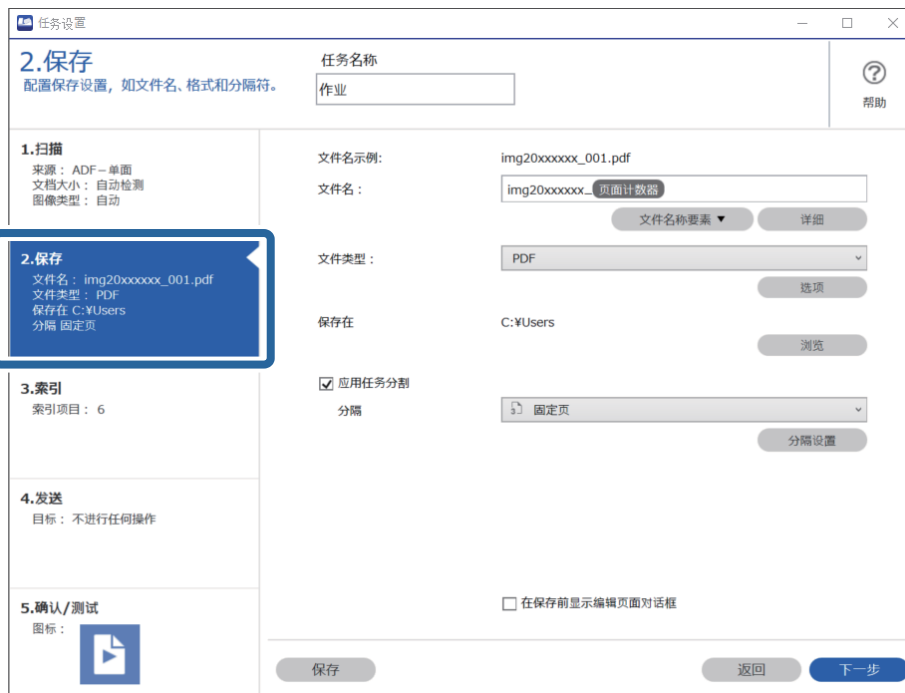 任务设置
2.保存
配置保存设置，如文件名、格式和分隔符。
任务名称
作业
帮助
1.扫描
来源： ADF－单面
文档大小： 自动检测
图像类型： 自动
2.保存
文件名： img20xxxxxx_001.pdf
文件类型： PDF
保存在 C:¥Users
分隔 固定页
3.索引
索引项目： 6
4.发送
目标： 不进行任何操作
5.确认/测试
图标：
文件名示例: img20xxxxxx_001.pdf
文件名： img20xxxxxx_ 页面计数器
文件名称要素 ▼ 详细
文件类型： PDF
选项
保存在 C:¥Users
浏览
应用任务分割
分隔 固定页
分隔设置
在保存前显示编辑页面对话框
保存 返回 下一步